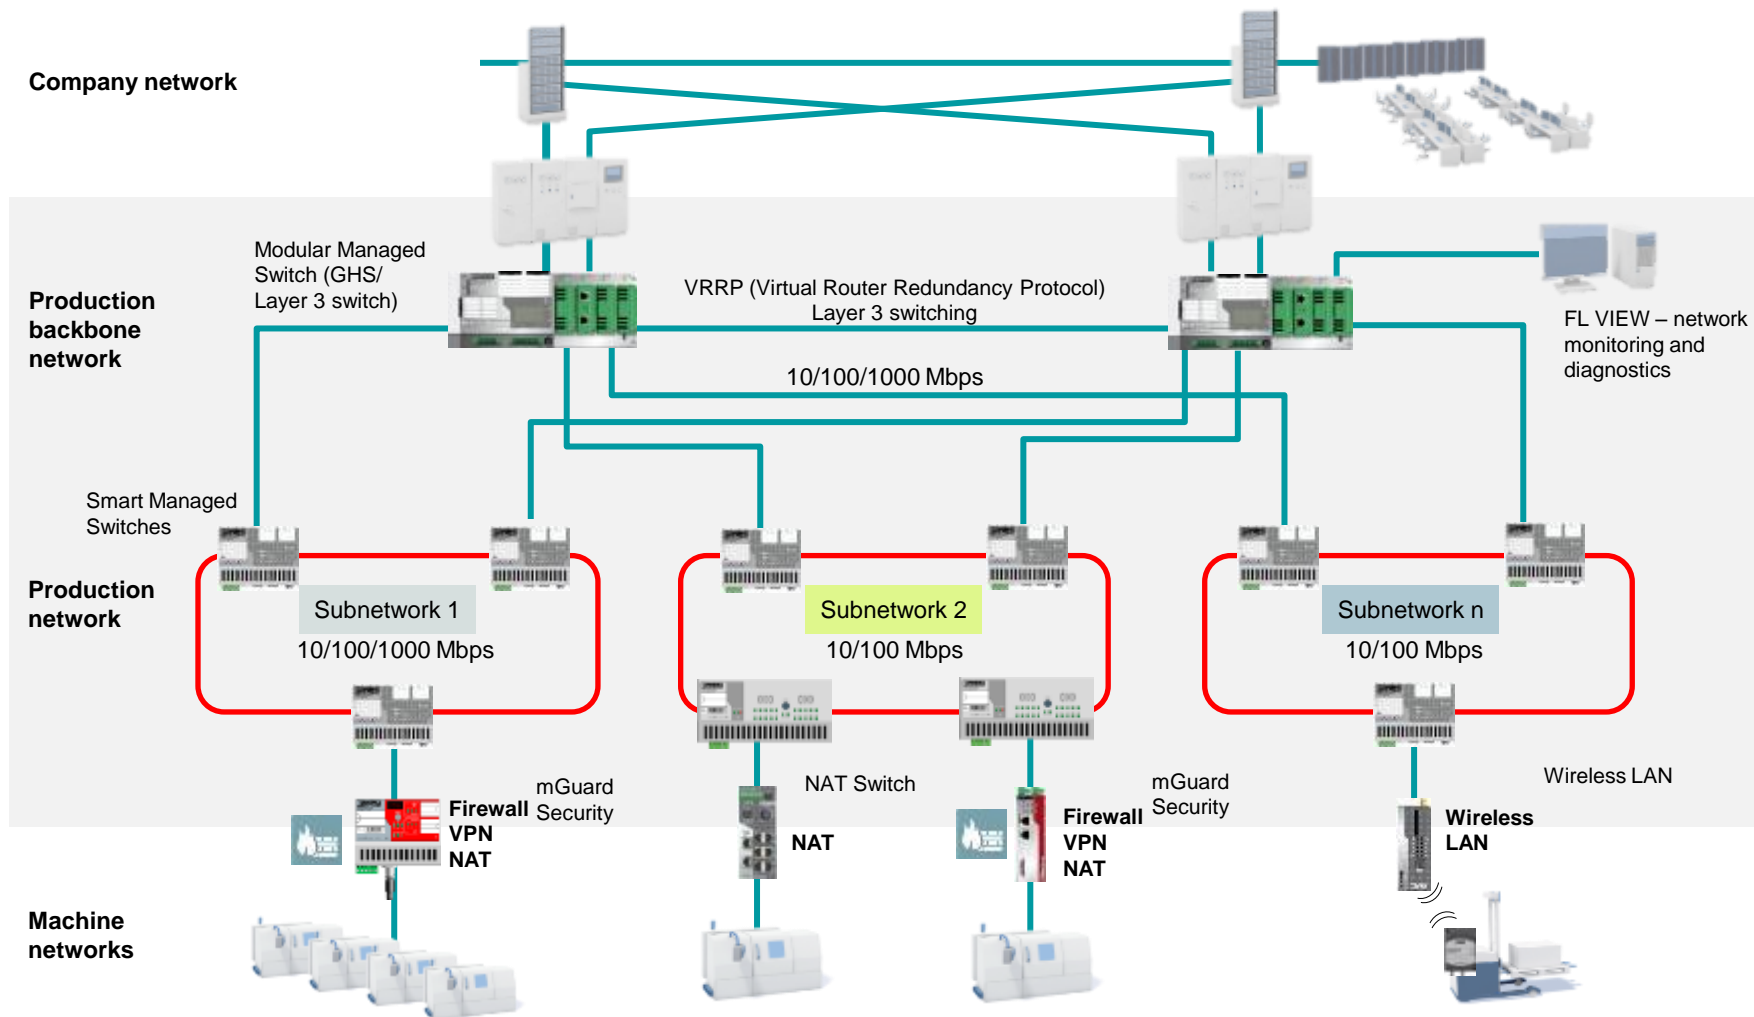 Company network
Modular Managed
Switch (GHS/
Layer 3 switch)
VRRP (Virtual Router Redundancy Protocol)
Layer 3 switching
Production
backbone
network
FL VIEW – network
monitoring and
diagnostics
10/100/1000 Mbps
Smart Managed
Switches
Production
network
Subnetwork 1
10/100/1000 Mbps
Subnetwork 2
10/100 Mbps
Subnetwork n
10/100 Mbps
mGuard
Security
Firewall
VPN
NAT
NAT Switch
NAT
mGuard
Security
Firewall
VPN
NAT
Wireless LAN
Wireless
LAN
Machine
networks